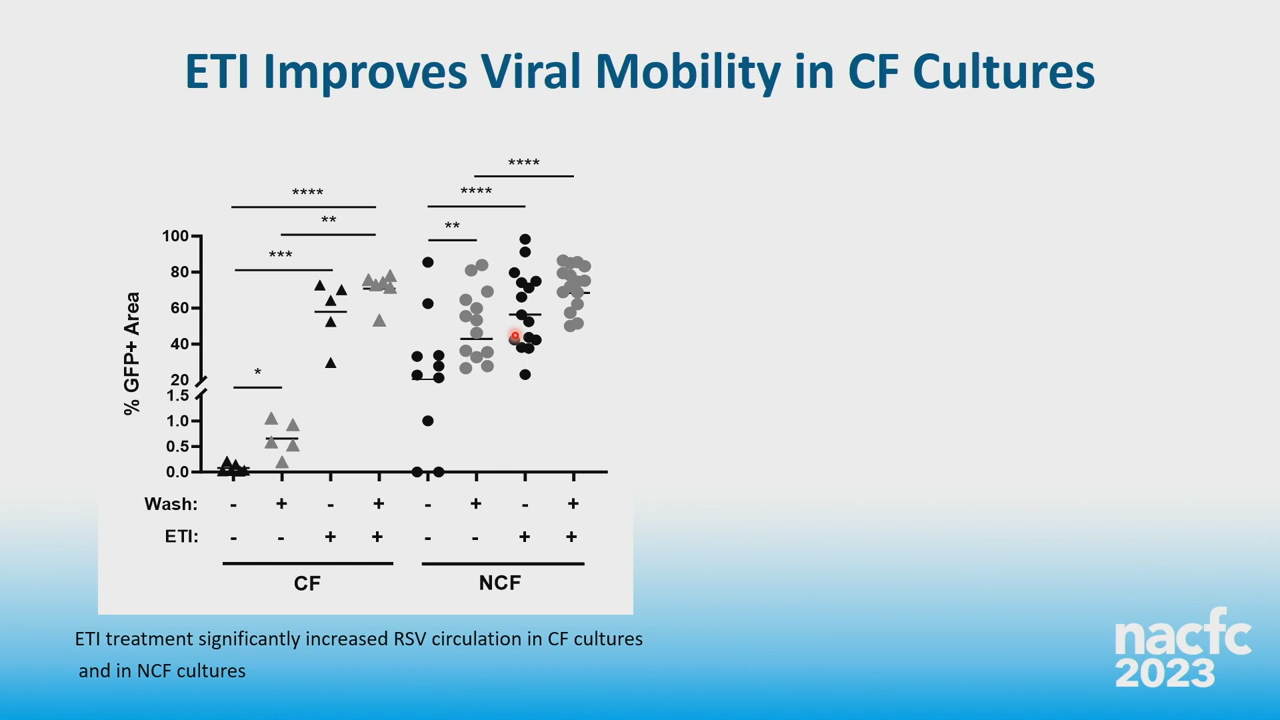 ETI Improves Viral Mobility in CF Cultures
****
****
****
**
**
***
*
% GFP+ Area
100
80
60
40
20
1.5
1.0
0.5
0.0
Wash: - + - + - + - +
ETI: - - + + - - + +
CF NCF
ETI treatment significantly increased RSV circulation in CF cultures
and in NCF cultures
nacfc
2023